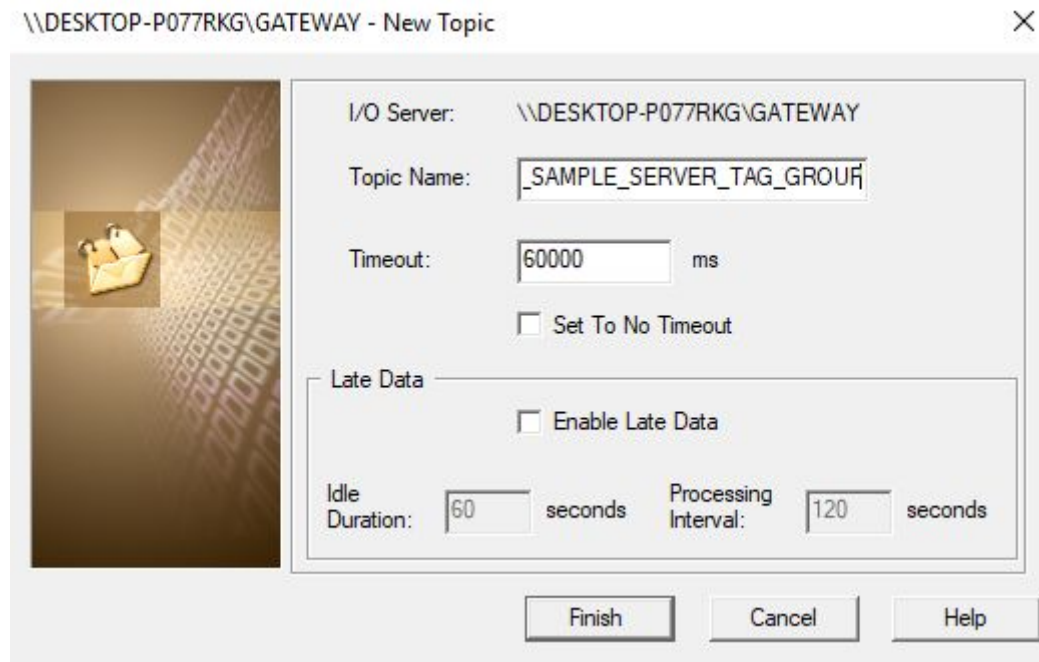 \\DESKTOP-P077RKG\GATEWAY - New Topic
I/O Server: \\DESKTOP-P077RKG\GATEWAY
Topic Name: _SAMPLE_SERVER_TAG_GROUP
Timeout: 60000 ms
Set To No Timeout
Late Data
Enable Late Data
Idle Duration: 60 seconds Processing Interval: 120 seconds
Finish Cancel Help